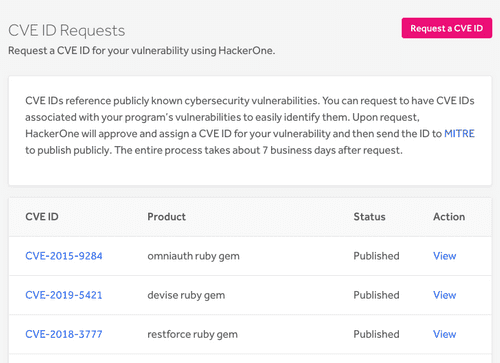 CVE ID Requests
Request a CVE ID
Request a CVE ID for your vulnerability using HackerOne.
CVE IDs reference publicly known cybersecurity vulnerabilities. You can request to have CVE IDs
associated with your program's vulnerabilities to easily identify them. Upon request,
HackerOne will approve and assign a CVE ID for your vulnerability and then send the ID to MITRE
to publish publicly. The entire process takes about 7 business days after request.
CVE ID Product Status Action
CVE-2015-9284 omniauth ruby gem Published View
CVE-2019-5421 devise ruby gem Published View
CVE-2018-3777 restforce ruby gem Published View